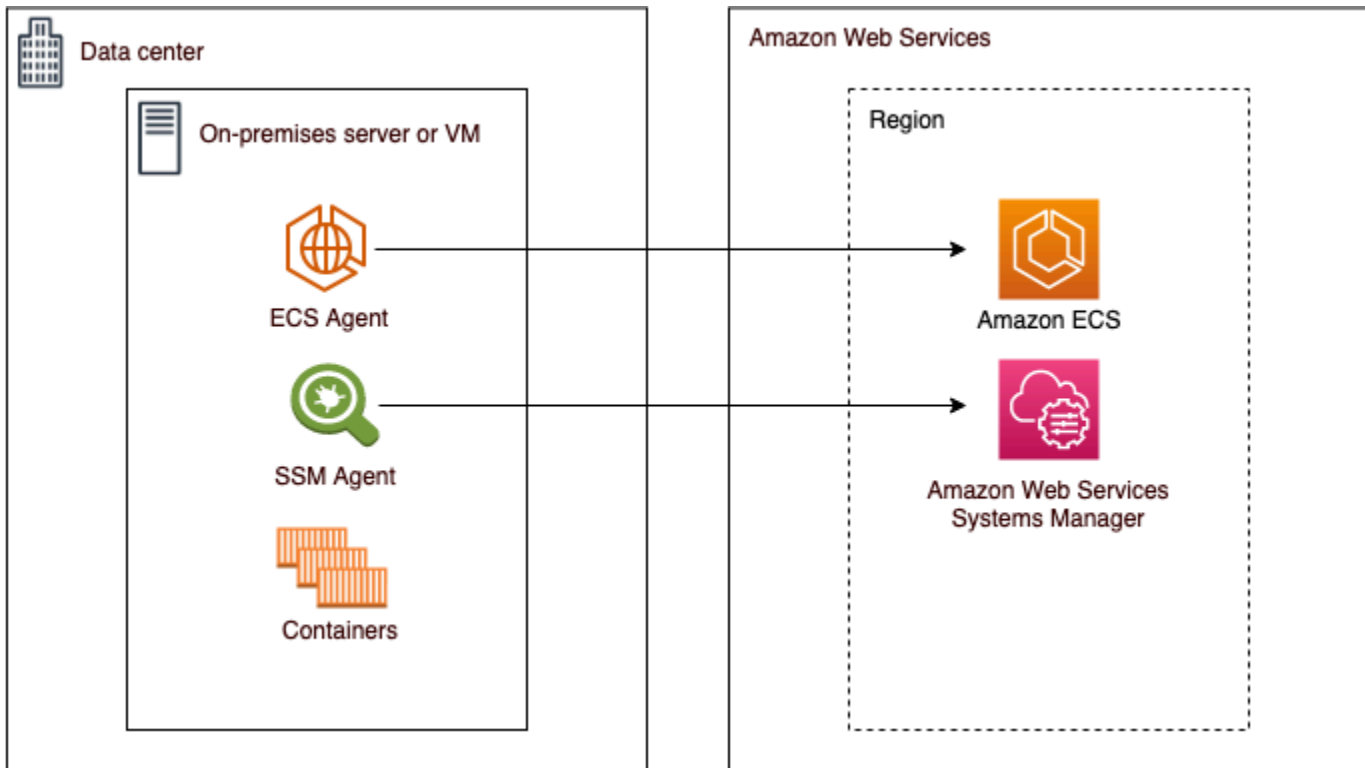 Data center
On-premises server or VM
ECS Agent
SSM Agent
Containers
Amazon Web Services
Region
Amazon ECS
Amazon Web Services
Systems Manager